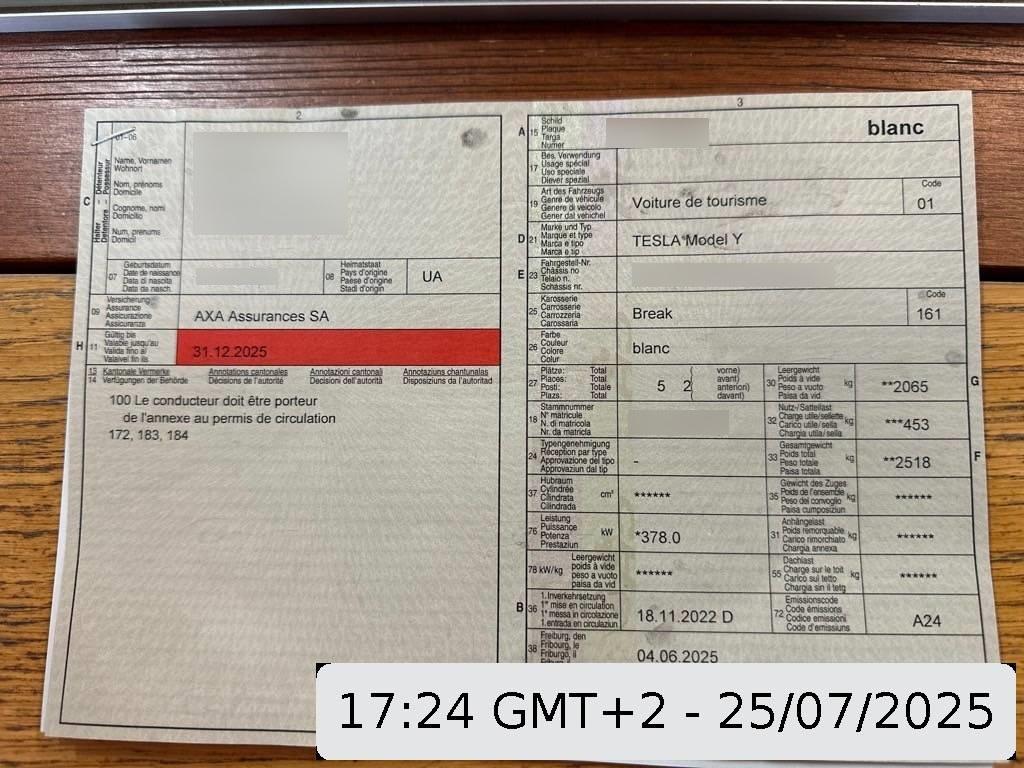 2
01-06
Halter Détenteur
Detentore Possessur
C
Name, Vornamen
Wohnort
Nom, prénoms
Domicile
Cognome, nomi
Domicilio
Num, prenums
Domicil
07
Geburtsdatum
Date de naissance
Data di nascita
Data da nasch.
08
Heimatstaat
Pays d'origine
Paese d'origine
Stadi d'origin
UA
09
Versicherung
Assurance
Assicurazione
Assicuranza
AXA Assurances SA
H 11
Gültig bis
Valable jusqu'au
Valida fino al
Valaivel fin ils
31.12.2025
13 Kantonale Vermerke Annotations cantonales Annotazioni cantonali Annotaziuns chantunalas
14 Verfügungen der Behörde Décisions de l'autorité Decisioni dell'autorità Disposiziuns da l'autoritad
100 Le conducteur doit être porteur
de l'annexe au permis de circulation
172, 183, 184
3
A 15
Schild
Plaque
Targa
Numer
blanc
17
Bes. Verwendung
Usage spécial
Uso speciale
Diever spezial
19
Art des Fahrzeugs
Genre de véhicule
Genere di veicolo
Gener dal vehichel
Voiture de tourisme
Code
01
D 21
Marke und Typ
Marque et type
Marca e tipo
Marca e tip
TESLA Model Y
E 23
Fahrgestell-Nr.
Châssis no
Telaio n.
Schassis nr.
25
Karosserie
Carrosserie
Carrozzeria
Carossaria
Break
Code
161
26
Farbe
Couleur
Colore
Colur
blanc
27
Plätze: Total
Places: Total
Posti: Totale
Plazs: Total
5 2
vorne)
avant)
anteriori)
davant)
30
Leergewicht
Poids à vide
Peso a vuoto
Paisa da vid
kg
**2065
G
18
Stammnummer
N° matricule
N. di matricola
Nr. da matricla
32
Nutz-/Sattellast
Charge utile/sellette
Carico utile/sella
Chargia utila/sella
kg
***453
24
Typengenehmigung
Réception par type
Approvazione del tipo
Approvaziun dal tip
-
33
Gesamtgewicht
Poids total
Peso totale
Paisa totala
kg
**2518
F
37
Hubraum
Cylindrée
Cilindrata
Cilindrada
cm³
******
35
Gewicht des Zuges
Poids de l'ensemble
Peso del convoglio
Paisa cumposiziun
kg
******
76
Leistung
Puissance
Potenza
Prestaziun
kW
*378.0
31
Anhängelast
Poids remorquable
Carico rimorchiato
Chargia annexa
kg
******
78 kW/kg
Leergewicht
poids à vide
peso a vuoto
paisa da vid
******
55
Dachlast
Charge sur le toit
Carico sul tetto
Chargia sin il tetg
kg
******
B 36
1.Inverkehrsetzung
1re mise en circulation
1a messa in circolazione
1.entrada en circulaziun
18.11.2022 D
72
Emissionscode
Code émissions
Codice emissioni
Code d'emissiuns
A24
38
Freiburg, den
Fribourg, le
Friburgo, il
04.06.2025
17:24 GMT+2 - 25/07/2025